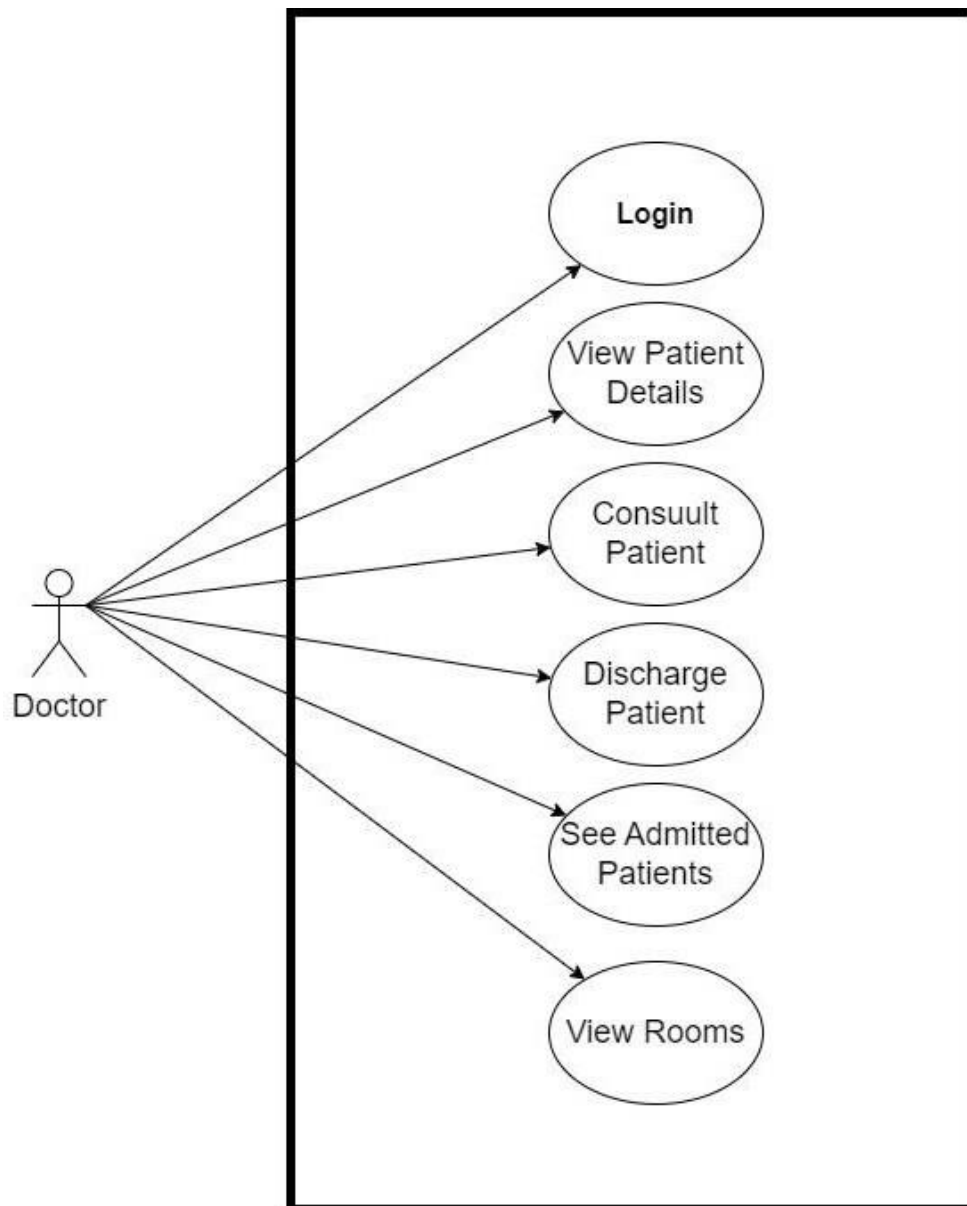 Login
View Patient
Details
Consuult
Patient
Discharge
Patient
Doctor
See Admitted
Patients
View Rooms